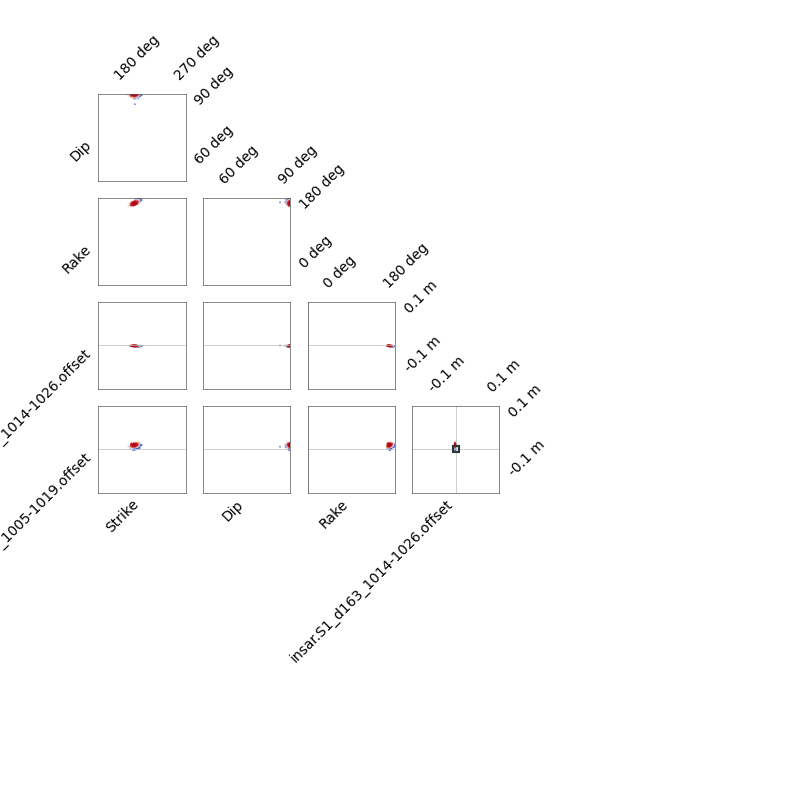 180 deg
270 deg
90 deg
60 deg
Dip
60 deg
90 deg
180 deg
0 deg
Rake
0 deg
180 deg
0.1 m
-0.1 m
_1014-1026.offset
-0.1 m
0.1 m
0.1 m
-0.1 m
_1005-1019.offset
Strike
Dip
Rake
insar.S1_d163_1014-1026.offset